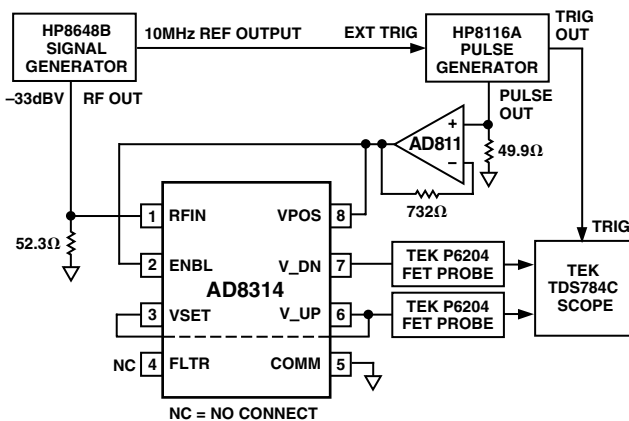 HP8648B
SIGNAL
GENERATOR
10MHz REF OUTPUT
EXT TRIG
HP8116A
PULSE
GENERATOR
TRIG
OUT
–33dBV
RF OUT
PULSE
OUT
+
AD811
–
49.9Ω
732Ω
52.3Ω
1
RFIN
VPOS
8
2
ENBL
V_DN
7
AD8314
3
VSET
V_UP
6
NC
4
FLTR
COMM
5
TEK P6204
FET PROBE
TEK P6204
FET PROBE
TRIG
TEK
TDS784C
SCOPE
NC = NO CONNECT